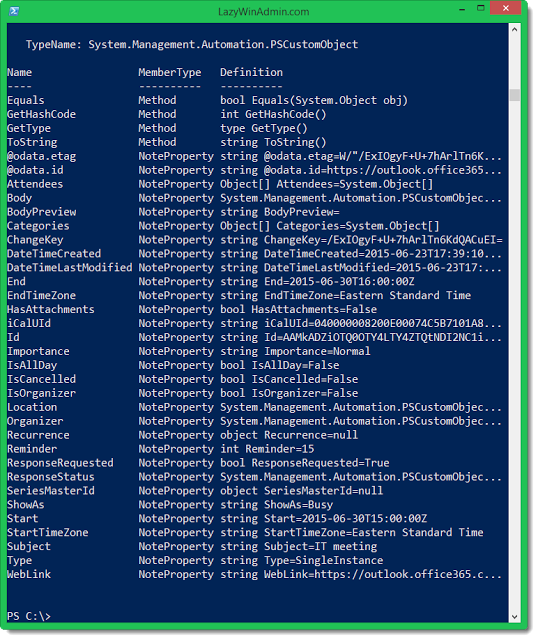 LazyWinAdmin.com
TypeName: System.Management.Automation.PSCustomObject
Name MemberType Definition
---- ---------- ----------
Equals Method bool Equals(System.Object obj)
GetHashCode Method int GetHashCode()
GetType Method type GetType()
ToString Method string ToString()
@odata.etag NoteProperty string @odata.etag=W/"/ExIOgyF+U+7hArlTn6K...
@odata.id NoteProperty string @odata.id=https://outlook.office365...
Attendees NoteProperty Object[] Attendees=System.Object[]
Body NoteProperty System.Management.Automation.PSCustomObjec...
BodyPreview NoteProperty string BodyPreview=
Categories NoteProperty Object[] Categories=System.Object[]
ChangeKey NoteProperty string ChangeKey=/ExIOgyF+U+7hArlTn6KdQACuEI=
DateTimeCreated NoteProperty string DateTimeCreated=2015-06-23T17:39:10...
DateTimeLastModified NoteProperty string DateTimeLastModified=2015-06-23T17:...
End NoteProperty string End=2015-06-30T16:00:00Z
EndTimeZone NoteProperty string EndTimeZone=Eastern Standard Time
HasAttachments NoteProperty bool HasAttachments=False
iCalUId NoteProperty string iCalUId=040000008200E00074C5B7101A8...
Id NoteProperty string Id=AAMkADZiOTQ0OTY4LTY4ZTQtNDI2NC1i...
Importance NoteProperty string Importance=Normal
IsAllDay NoteProperty bool IsAllDay=False
IsCancelled NoteProperty bool IsCancelled=False
IsOrganizer NoteProperty bool IsOrganizer=False
Location NoteProperty System.Management.Automation.PSCustomObjec...
Organizer NoteProperty System.Management.Automation.PSCustomObjec...
Recurrence NoteProperty object Recurrence=null
Reminder NoteProperty int Reminder=15
ResponseRequested NoteProperty bool ResponseRequested=True
ResponseStatus NoteProperty System.Management.Automation.PSCustomObjec...
SeriesMasterId NoteProperty object SeriesMasterId=null
ShowAs NoteProperty string ShowAs=Busy
Start NoteProperty string Start=2015-06-30T15:00:00Z
StartTimeZone NoteProperty string StartTimeZone=Eastern Standard Time
Subject NoteProperty string Subject=IT meeting
Type NoteProperty string Type=SingleInstance
WebLink NoteProperty string WebLink=https://outlook.office365.c...
PS C:\>